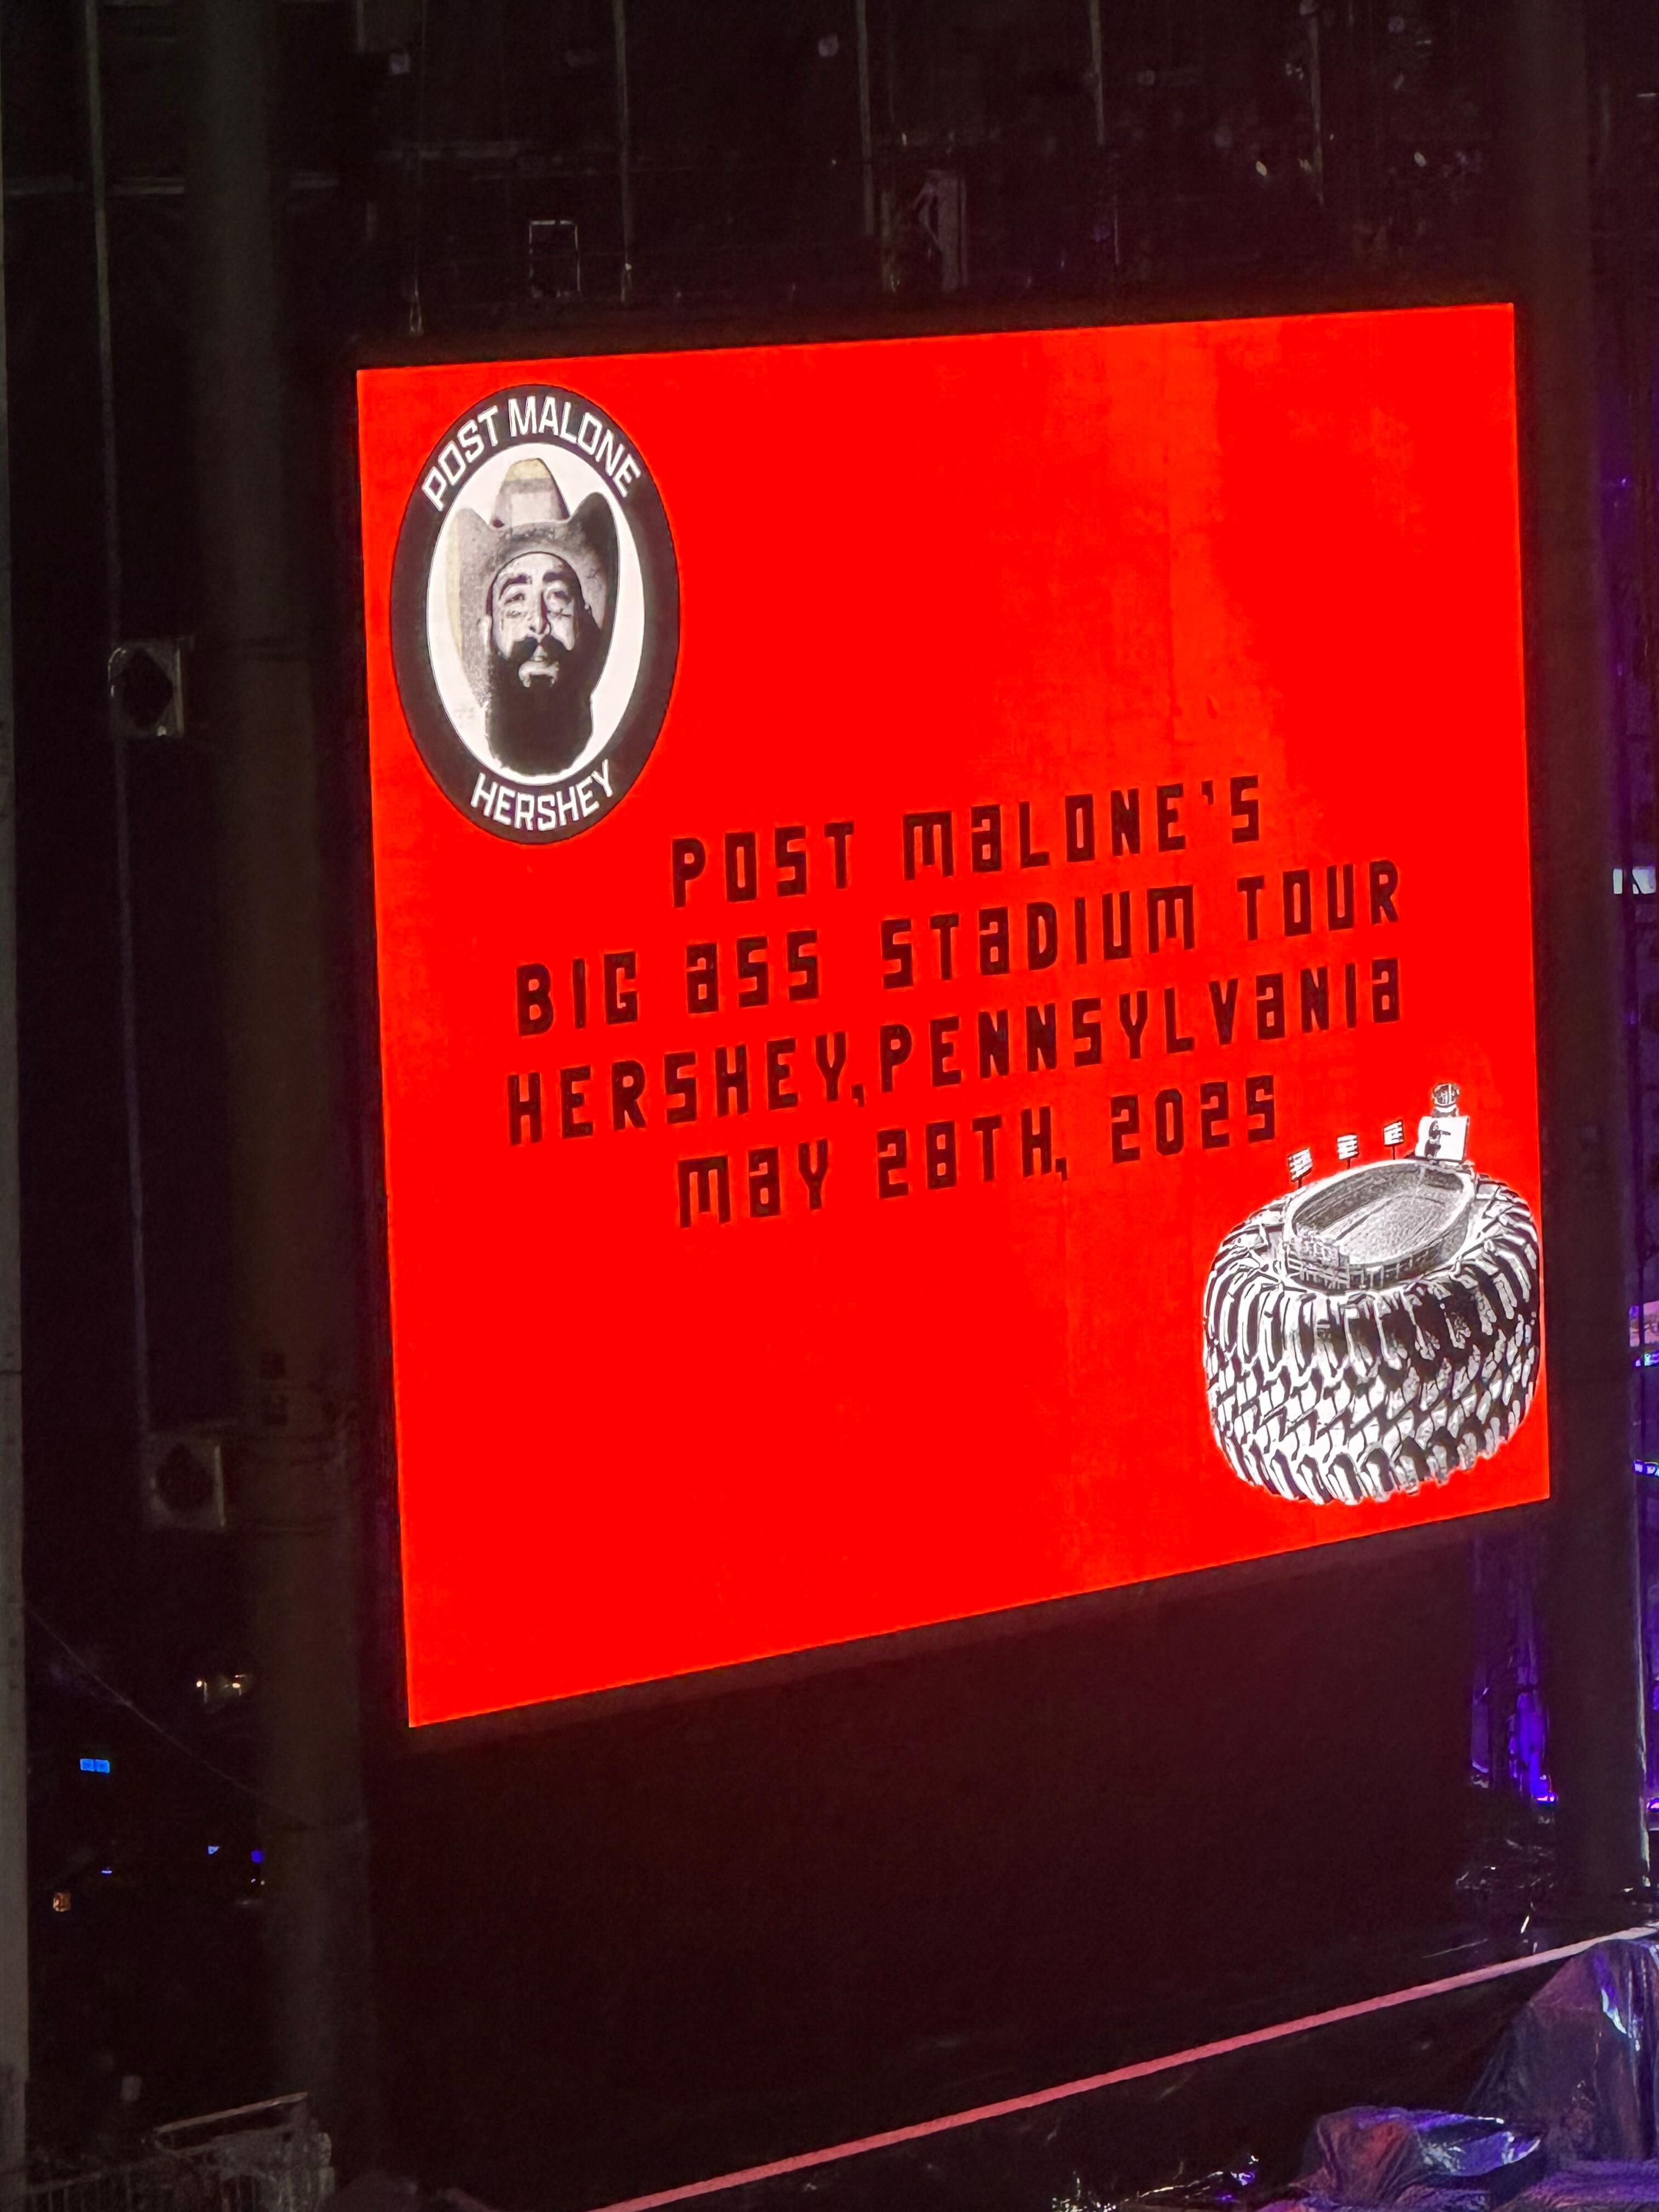 POST MALONE
HERSHEY
POST MALONE'S
BIG ASS STADIUM TOUR
HERSHEY, PENNSYLVANIA
MAY 28TH, 2025